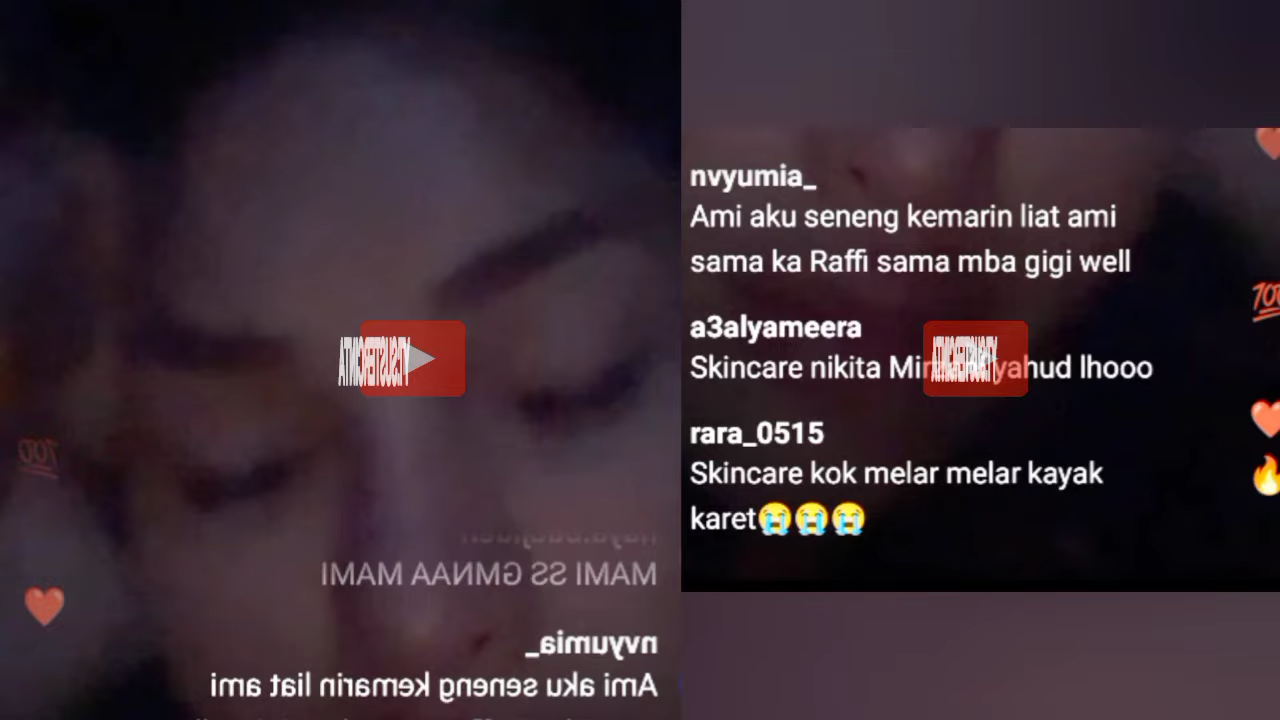 MAMI SS GMNAA MAMI
nvyumia_
Ami aku seneng kemarin liat ami
nvyumia_
Ami aku seneng kemarin liat ami
sama ka Raffi sama mba gigi well
a3alyameera
Skincare nikita yahud lhooo
rara_0515
Skincare kok melar melar kayak
karet😭😭😭